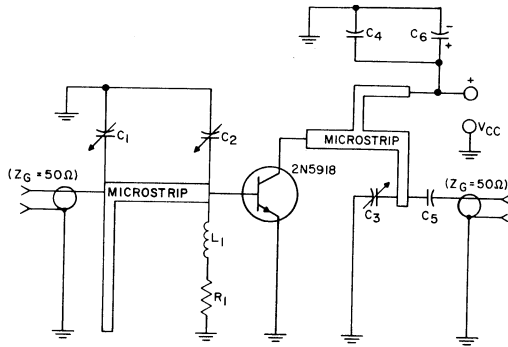 C4
C6
−
+
C1
C2
+
VCC
2N5918
MICROSTRIP
(ZG = 50Ω)
MICROSTRIP
(ZG = 50Ω)
C3
C5
L1
R1